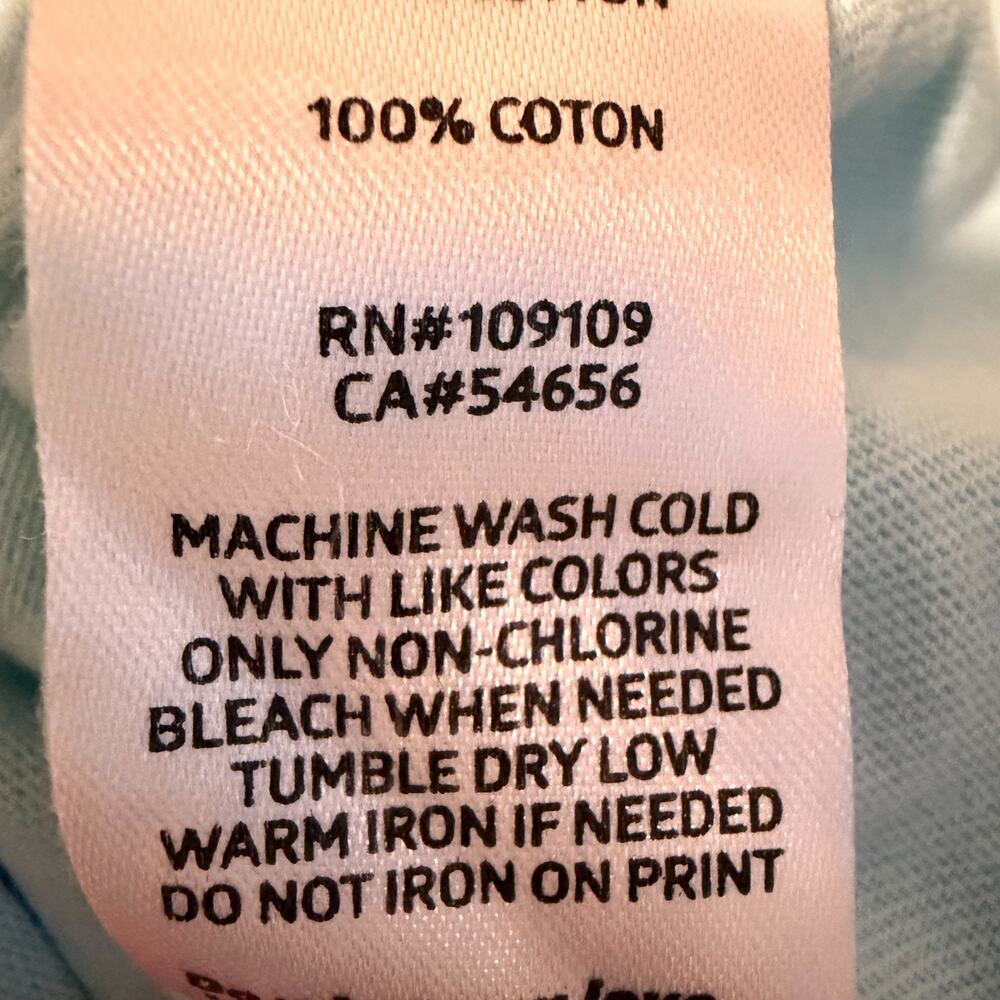 100% COTON
RN#109109
CA#54656
MACHINE WASH COLD
WITH LIKE COLORS
ONLY NON-CHLORINE
BLEACH WHEN NEEDED
TUMBLE DRY LOW
WARM IRON IF NEEDED
DO NOT IRON ON PRINT